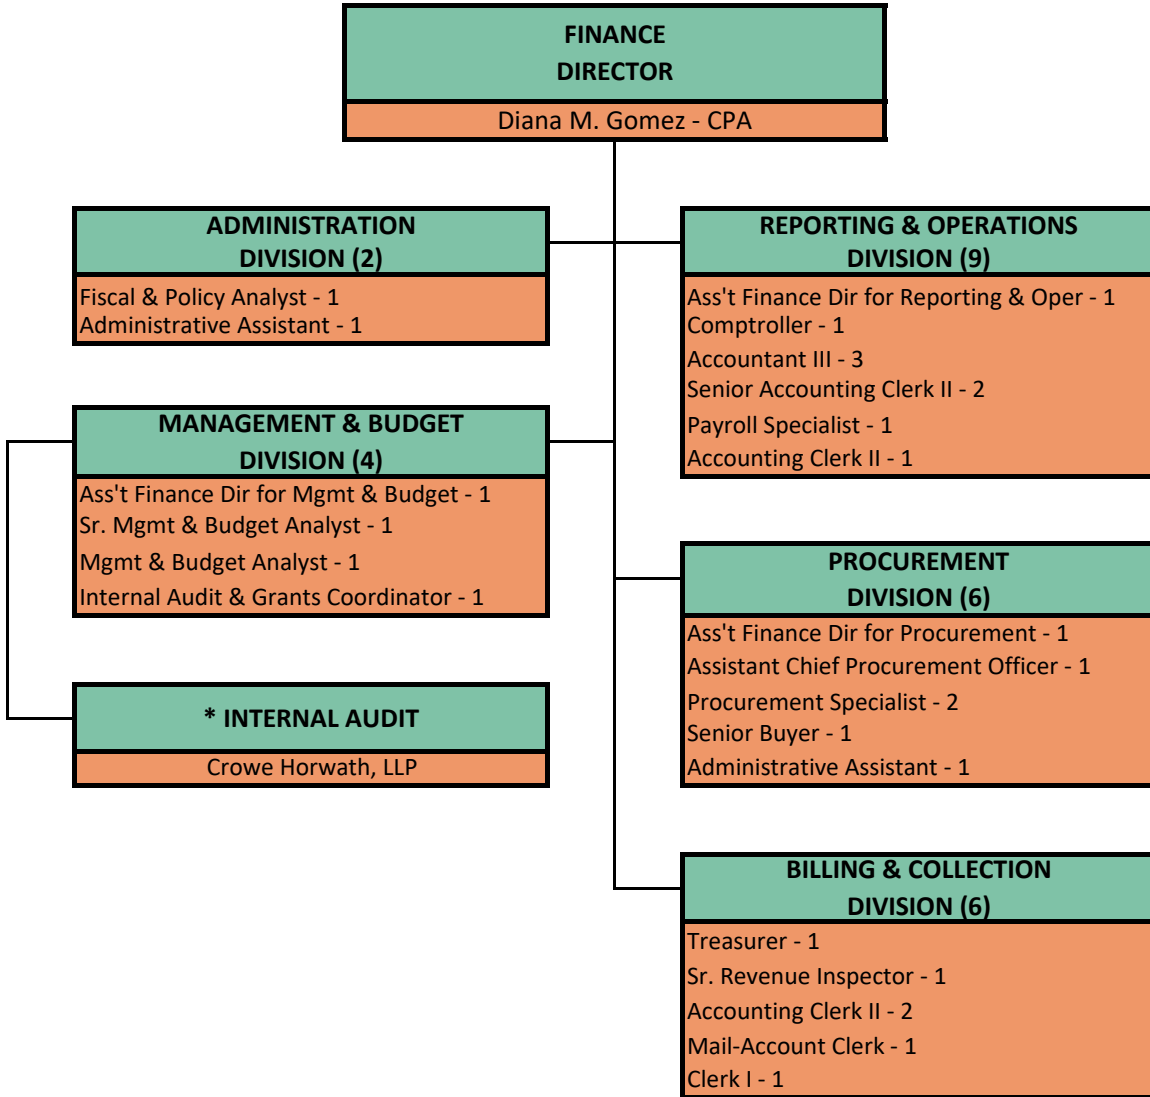 FINANCE
DIRECTOR
Diana M. Gomez - CPA
ADMINISTRATION
DIVISION (2)
Fiscal & Policy Analyst - 1
Administrative Assistant - 1
REPORTING & OPERATIONS
DIVISION (9)
Ass't Finance Dir for Reporting & Oper - 1
Comptroller - 1
Accountant III - 3
Senior Accounting Clerk II - 2
Payroll Specialist - 1
Accounting Clerk II - 1
MANAGEMENT & BUDGET
DIVISION (4)
Ass't Finance Dir for Mgmt & Budget - 1
Sr. Mgmt & Budget Analyst - 1
Mgmt & Budget Analyst - 1
Internal Audit & Grants Coordinator - 1
PROCUREMENT
DIVISION (6)
Ass't Finance Dir for Procurement - 1
Assistant Chief Procurement Officer - 1
Procurement Specialist - 2
Senior Buyer - 1
Administrative Assistant - 1
* INTERNAL AUDIT
Crowe Horwath, LLP
BILLING & COLLECTION
DIVISION (6)
Treasurer - 1
Sr. Revenue Inspector - 1
Accounting Clerk II - 2
Mail-Account Clerk - 1
Clerk I - 1